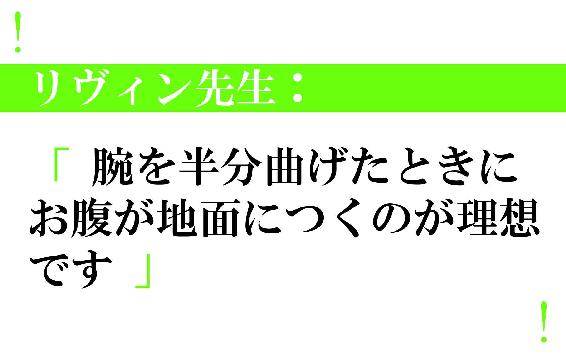 !
リヴィン先生：
「 腕を半分曲げたときに
お腹が地面につくのが理想
です 」
!